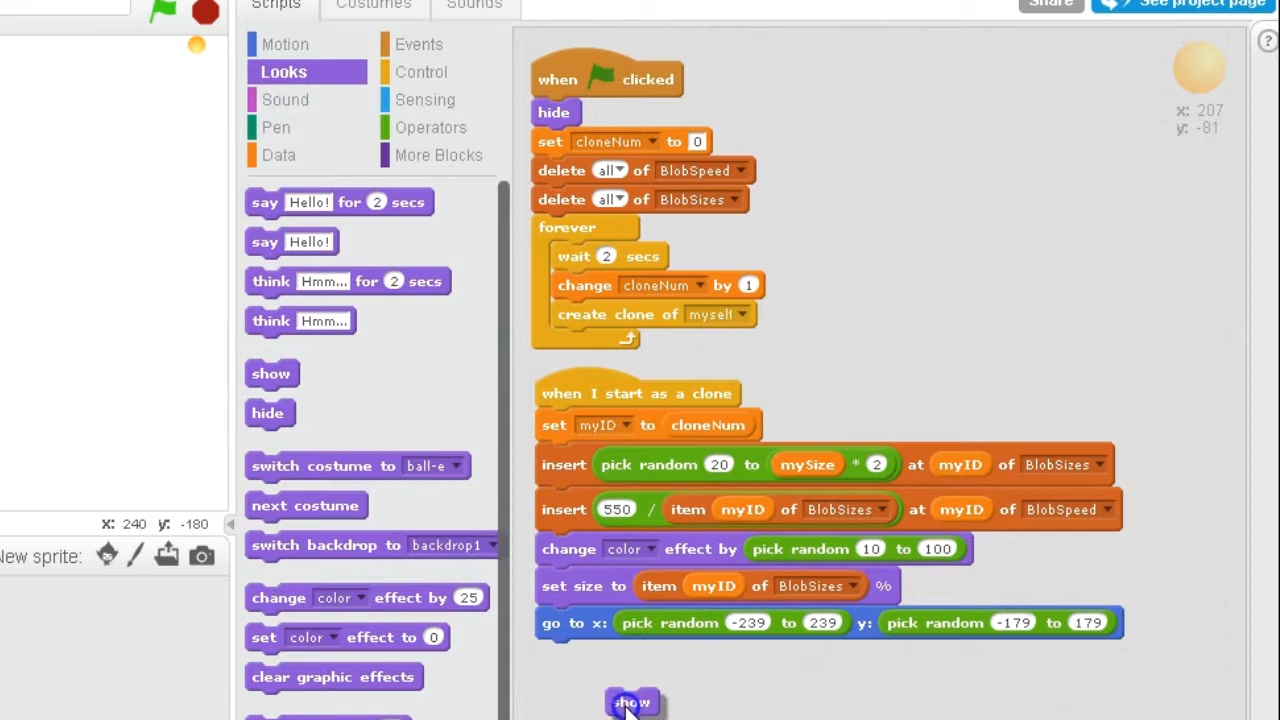 Scripts Costumes Sounds
Share See project page
Motion Events
Looks Control
Sound Sensing
Pen Operators
Data More Blocks
say Hello! for 2 secs
say Hello!
think Hmm... for 2 secs
think Hmm...
show
hide
switch costume to ball-e
next costume
switch backdrop to backdrop1
change color effect by 25
set color effect to 0
clear graphic effects
x: 240 y: -180
New sprite:
when clicked
hide
set cloneNum to 0
delete all of BlobSpeed
delete all of BlobSizes
forever
wait 2 secs
change cloneNum by 1
create clone of myself
when I start as a clone
set myID to cloneNum
insert pick random 20 to mySize * 2 at myID of BlobSizes
insert 550 / item myID of BlobSizes at myID of BlobSpeed
change color effect by pick random 10 to 100
set size to item myID of BlobSizes %
go to x: pick random -239 to 239 y: pick random -179 to 179
show
x: 207
y: -81
?